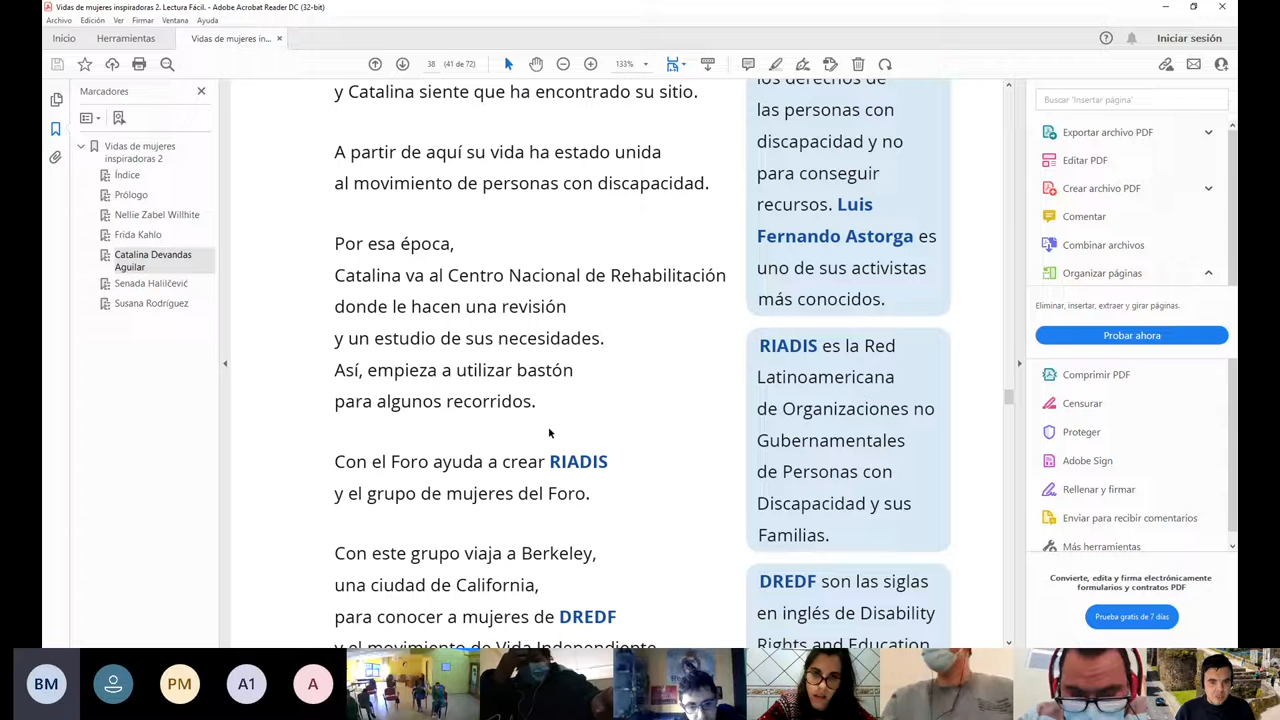 Vidas de mujeres inspiradoras 2. Lectura Fácil. - Adobe Acrobat Reader DC (32-bit)
Archivo Edición Ver Firmar Ventana Ayuda
Inicio Herramientas Vidas de mujeres in... ×
Iniciar sesión
38 (41 de 72) 133%
Marcadores
Vidas de mujeres
inspiradoras 2
Índice
Prólogo
Nellie Zabel Willhite
Frida Kahlo
Catalina Devandas
Aguilar
Senada Halilčević
Susana Rodríguez
y Catalina siente que ha encontrado su sitio.
A partir de aquí su vida ha estado unida
al movimiento de personas con discapacidad.
Por esa época,
Catalina va al Centro Nacional de Rehabilitación
donde le hacen una revisión
y un estudio de sus necesidades.
Así, empieza a utilizar bastón
para algunos recorridos.
Con el Foro ayuda a crear RIADIS
y el grupo de mujeres del Foro.
Con este grupo viaja a Berkeley,
una ciudad de California,
para conocer a mujeres de DREDF
y el movimiento de Vida Independiente
los derechos de
las personas con
discapacidad y no
para conseguir
recursos. Luis
Fernando Astorga es
uno de sus activistas
más conocidos.
RIADIS es la Red
Latinoamericana
de Organizaciones no
Gubernamentales
de Personas con
Discapacidad y sus
Familias.
DREDF son las siglas
en inglés de Disability
Rights and Education
Buscar 'Insertar página'
Exportar archivo PDF
Editar PDF
Crear archivo PDF
Comentar
Combinar archivos
Organizar páginas
Eliminar, insertar, extraer y girar páginas.
Probar ahora
Comprimir PDF
Censurar
Proteger
Adobe Sign
Rellenar y firmar
Enviar para recibir comentarios
Más herramientas
Convierte, edita y firma electrónicamente
formularios y contratos PDF
Prueba gratis de 7 días
BM PM A1 A